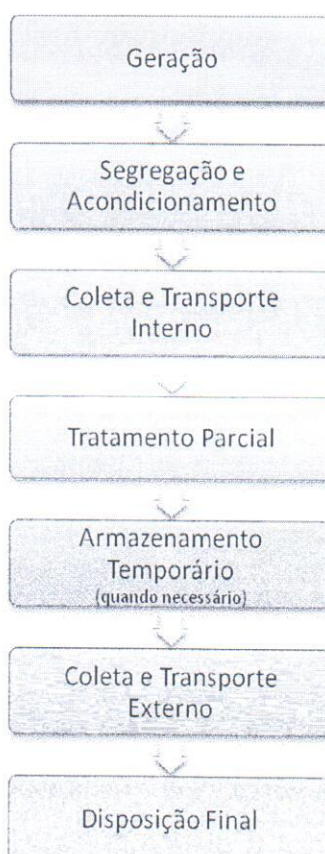 Geração
Segregação e
Acondicionamento
Coleta e Transporte
Interno
Tratamento Parcial
Armazenamento
Temporário
(quando necessário)
Coleta e Transporte
Externo
Disposição Final